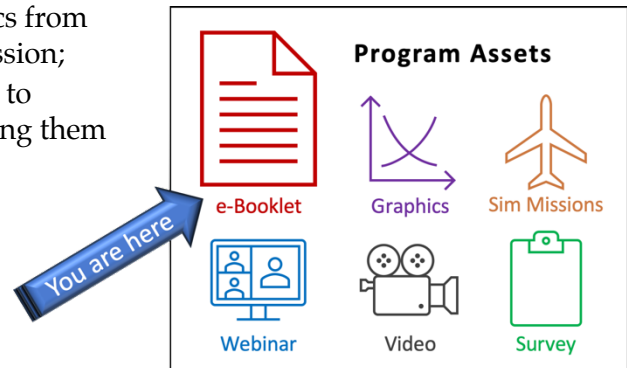 cs from
ssion;
to
ng them
Program Assets
e-Booklet
Graphics
Sim Missions
You are here
Webinar
Video
Survey